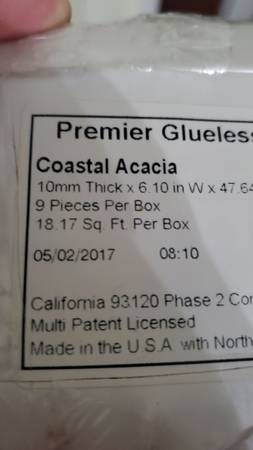 Premier Glueless
Coastal Acacia
10mm Thick x 6.10 in W x 47.64
9 Pieces Per Box
18.17 Sq. Ft. Per Box
05/02/2017 08:10
California 93120 Phase 2 Com
Multi Patent Licensed
Made in the U.S.A. with North